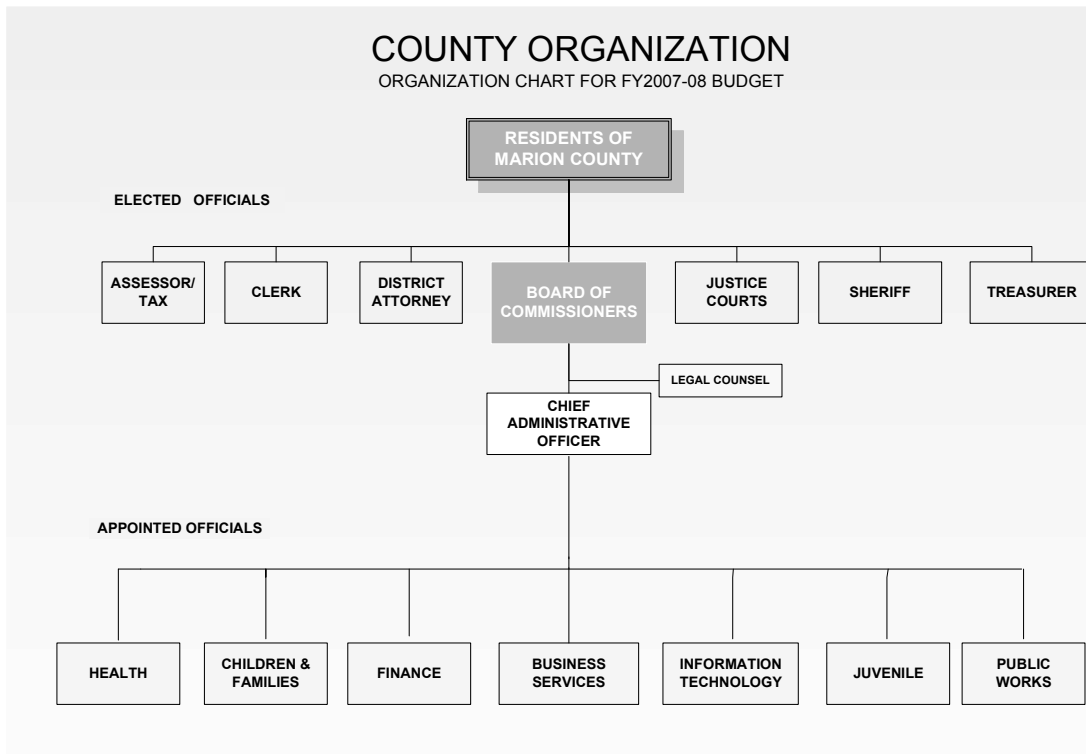 COUNTY ORGANIZATION
ORGANIZATION CHART FOR FY2007-08 BUDGET
RESIDENTS OF
MARION COUNTY
ELECTED OFFICIALS
ASSESSOR/
TAX
CLERK
DISTRICT
ATTORNEY
BOARD OF
COMMISSIONERS
JUSTICE
COURTS
SHERIFF
TREASURER
LEGAL COUNSEL
CHIEF
ADMINISTRATIVE
OFFICER
APPOINTED OFFICIALS
HEALTH
CHILDREN &
FAMILIES
FINANCE
BUSINESS
SERVICES
INFORMATION
TECHNOLOGY
JUVENILE
PUBLIC
WORKS